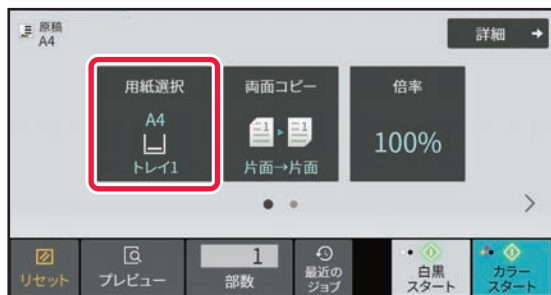 原稿
A4
詳細
用紙選択
A4
トレイ1
両面コピー
1
1
片面→片面
倍率
100%
リセット
プレビュー
1
部数
最近の
ジョブ
白黒
スタート
カラー
スタート